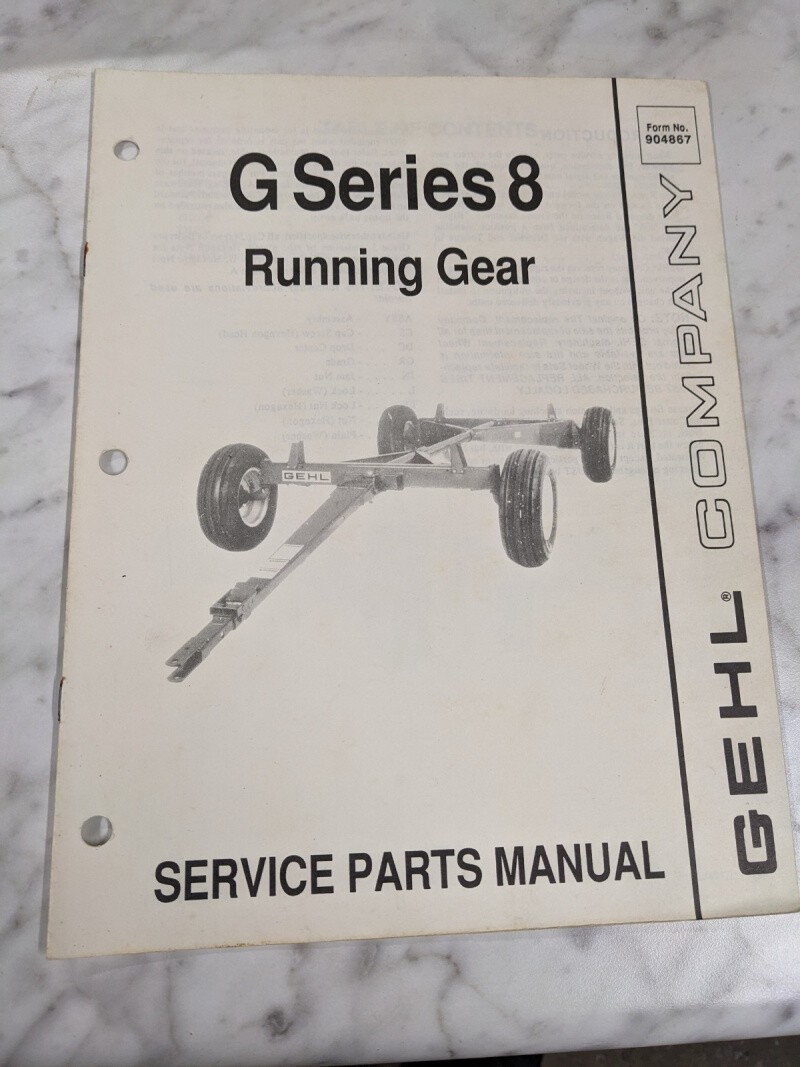 G Series 8
Running Gear
Form No.
904867
GEHL
SERVICE PARTS MANUAL
GEHL® COMPANY